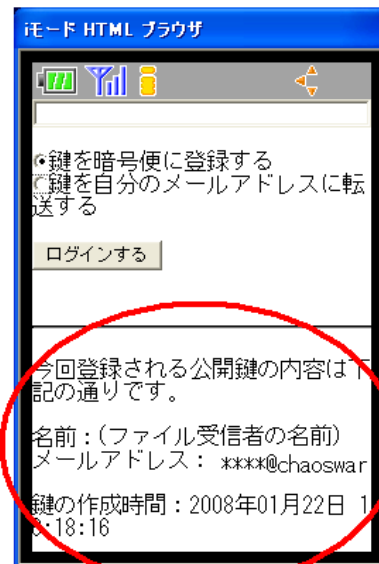 iモード HTML ブラウザ
鍵を暗号便に登録する
鍵を自分のメールアドレスに転
送する
ログインする
今回登録される公開鍵の内容は下
記の通りです。
名前:(ファイル受信者の名前)
メールアドレス: ****@chaoswar
鍵の作成時間:2008年01月22日 1
:18:16